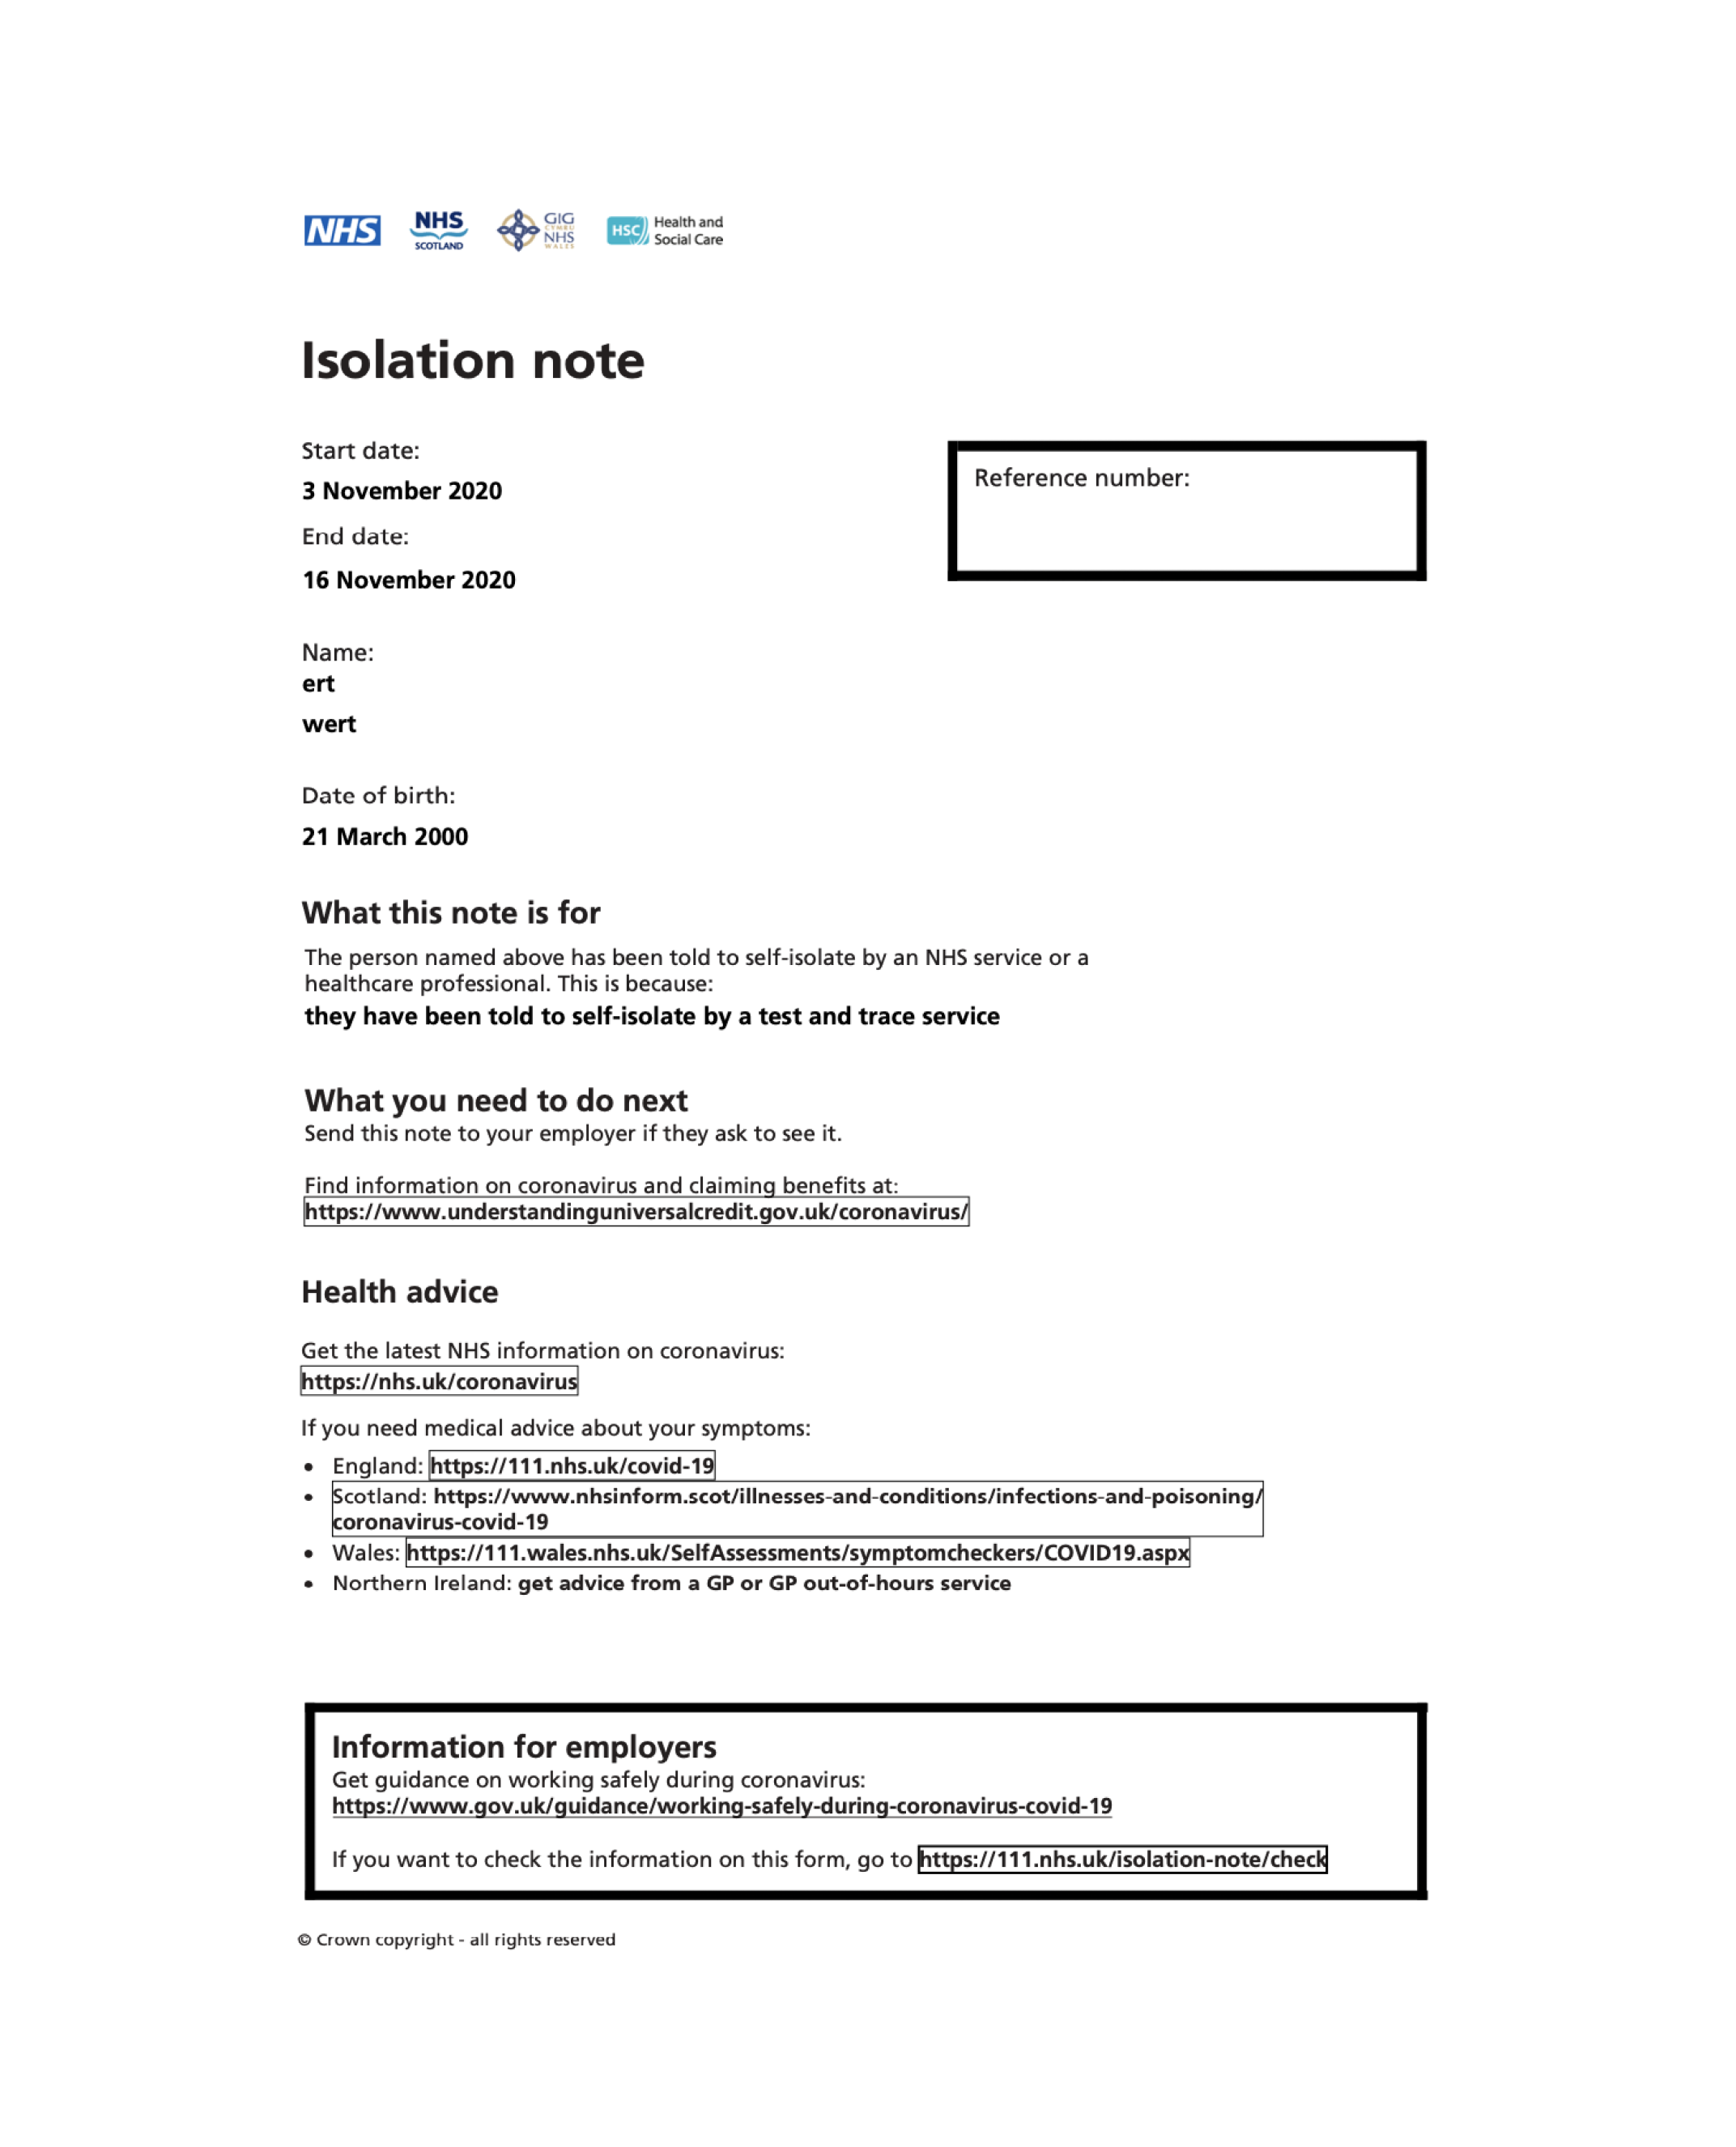 NHS
NHS
SCOTLAND
GIG
CYMRU
NHS
WALES
HSC
Health and
Social Care
Isolation note
Start date:
3 November 2020
End date:
16 November 2020
Reference number:
Name:
ert
wert
Date of birth:
21 March 2000
What this note is for
The person named above has been told to self-isolate by an NHS service or a
healthcare professional. This is because:
they have been told to self-isolate by a test and trace service
What you need to do next
Send this note to your employer if they ask to see it.
Find information on coronavirus and claiming benefits at:
https://www.understandinguniversalcredit.gov.uk/coronavirus/
Health advice
Get the latest NHS information on coronavirus:
https://nhs.uk/coronavirus
If you need medical advice about your symptoms:
• England: https://111.nhs.uk/covid-19
• Scotland: https://www.nhsinform.scot/illnesses-and-conditions/infections-and-poisoning/
coronavirus-covid-19
• Wales: https://111.wales.nhs.uk/SelfAssessments/symptomcheckers/COVID19.aspx
• Northern Ireland: get advice from a GP or GP out-of-hours service
Information for employers
Get guidance on working safely during coronavirus:
https://www.gov.uk/guidance/working-safely-during-coronavirus-covid-19
If you want to check the information on this form, go to https://111.nhs.uk/isolation-note/check
© Crown copyright - all rights reserved